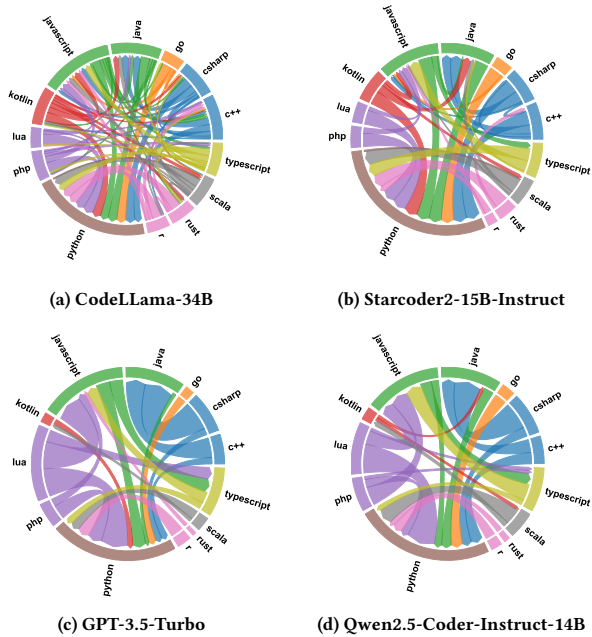 javascript
java
go
csharp
c++
typescript
scala
rust
r
python
php
lua
kotlin
(a) CodeLLama-34B
javascript
java
go
csharp
c++
typescript
scala
rust
r
python
php
lua
kotlin
(b) Starcoder2-15B-Instruct
javascript
java
go
csharp
c++
typescript
scala
rust
r
python
php
lua
kotlin
(c) GPT-3.5-Turbo
javascript
java
go
csharp
c++
typescript
scala
rust
r
python
php
lua
kotlin
(d) Qwen2.5-Coder-Instruct-14B